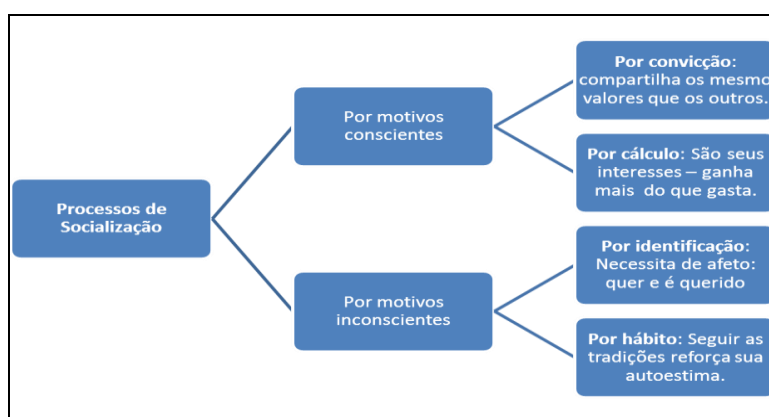 Processos de
Socialização
Por motivos
conscientes
Por convicção:
compartilha os mesmo
valores que os outros.
Por cálculo: São seus
interesses – ganha
mais do que gasta.
Por motivos
inconscientes
Por identificação:
Necessita de afeto:
quer e é querido
Por hábito: Seguir as
tradições reforça sua
autoestima.